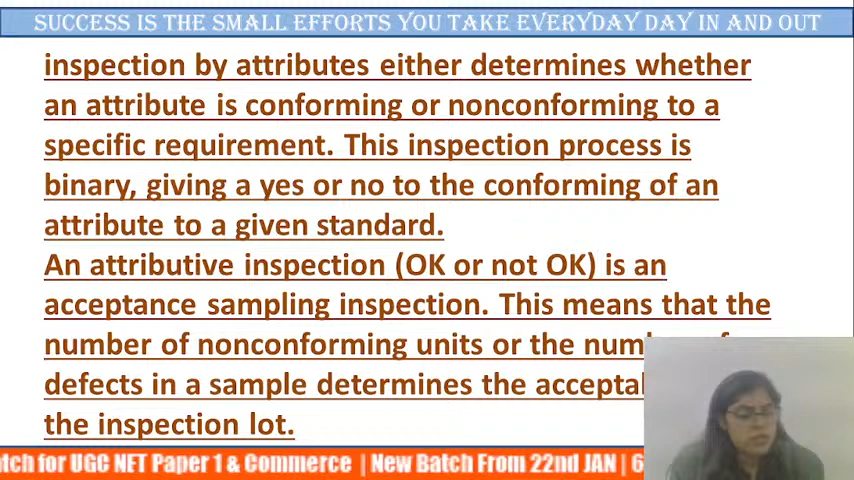 SUCCESS IS THE SMALL EFFORTS YOU TAKE EVERYDAY DAY IN AND OUT
inspection by attributes either determines whether
an attribute is conforming or nonconforming to a
specific requirement. This inspection process is
binary, giving a yes or no to the conforming of an
attribute to a given standard.
An attributive inspection (OK or not OK) is an
acceptance sampling inspection. This means that the
number of nonconforming units or the
defects in a sample determines the
the inspection lot.
for UGC NET Paper 1 & Commerce | New Batch From 22nd JAN | 6